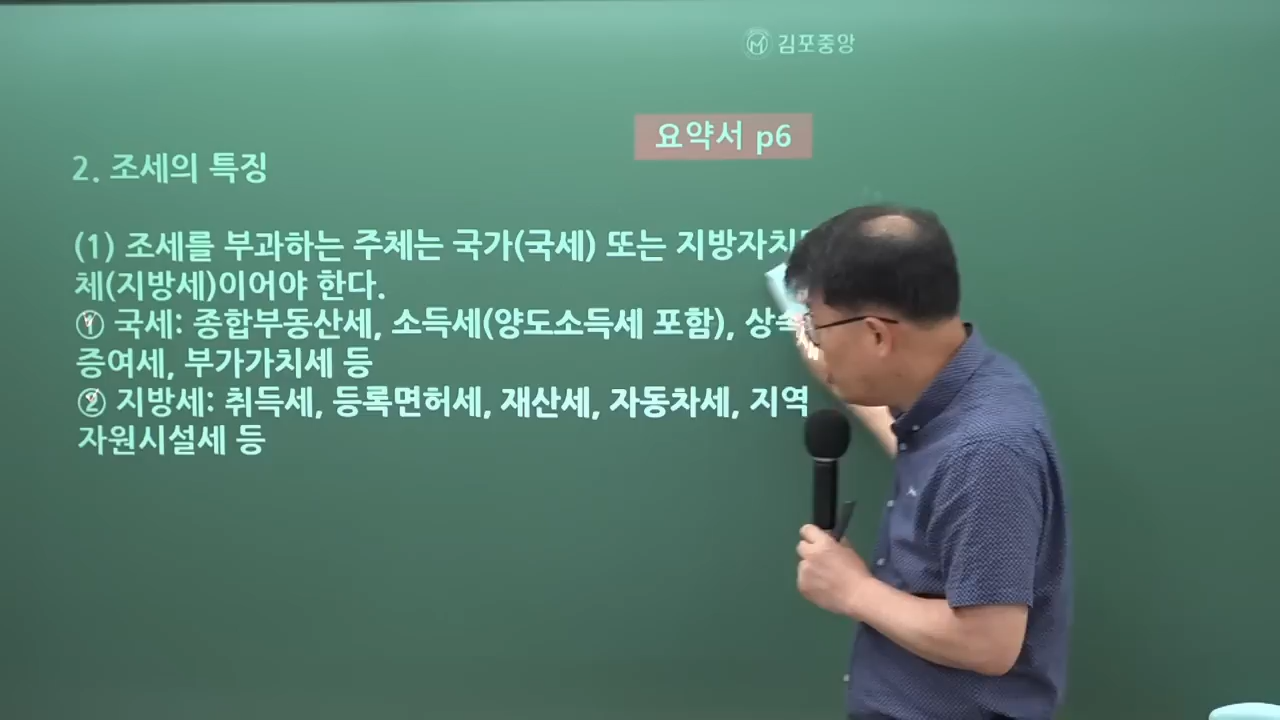 김포중앙
요약서 p6
2. 조세의 특징
(1) 조세를 부과하는 주체는 국가(국세) 또는 지방자치
체(지방세)이어야 한다.
① 국세: 종합부동산세, 소득세(양도소득세 포함), 상속
증여세, 부가가치세 등
② 지방세: 취득세, 등록면허세, 재산세, 자동차세, 지역
자원시설세 등